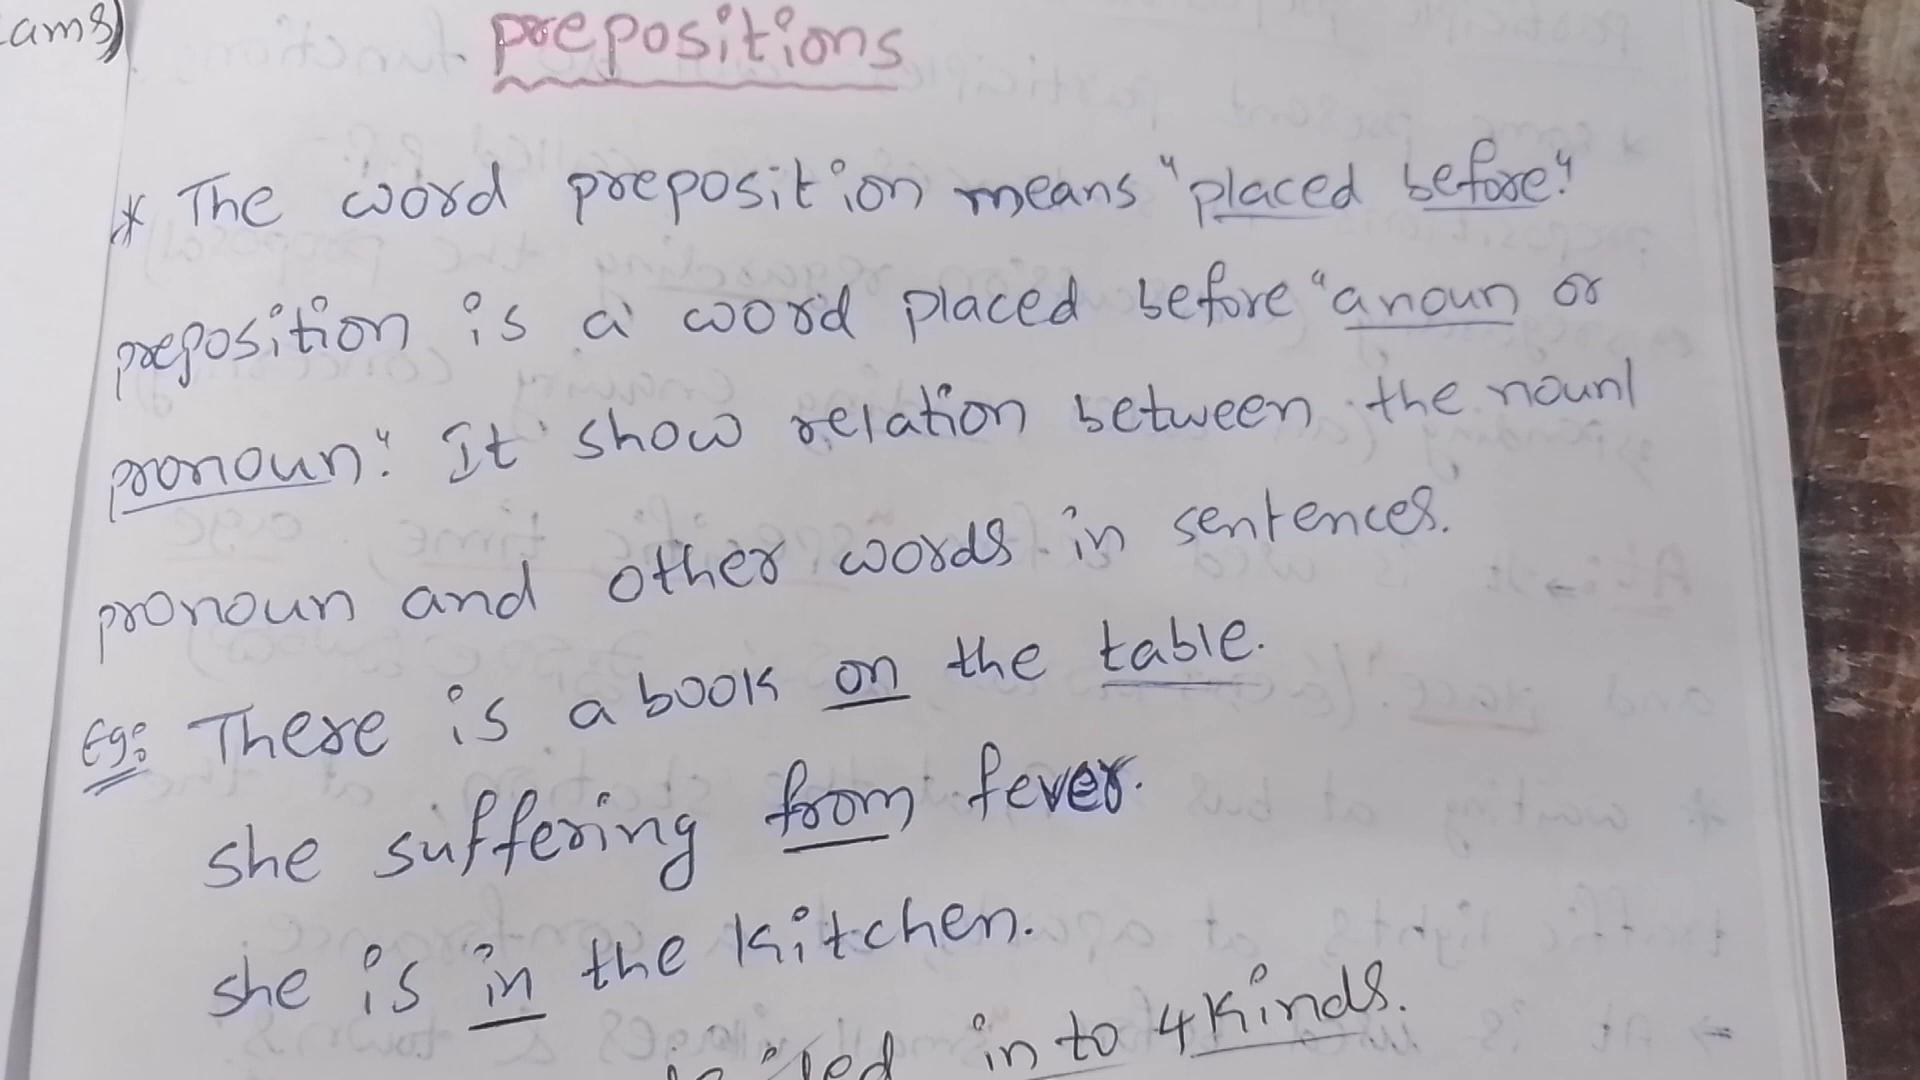 prepositions
* The word preposition means "placed before."
preposition is a word placed before "a noun or
pronoun." It show relation between the noun/
pronoun and other words in sentences.
Eg: There is a book on the table.
she suffering from fever.
she is in the kitchen.
in to 4 kinds.